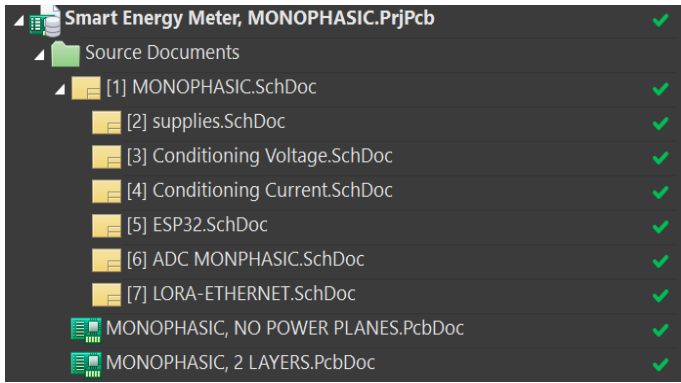 Smart Energy Meter, MONOPHASIC.PrjPcb
Source Documents
[1] MONOPHASIC.SchDoc
[2] supplies.SchDoc
[3] Conditioning Voltage.SchDoc
[4] Conditioning Current.SchDoc
[5] ESP32.SchDoc
[6] ADC MONPHASIC.SchDoc
[7] LORA-ETHERNET.SchDoc
MONOPHASIC, NO POWER PLANES.PcbDoc
MONOPHASIC, 2 LAYERS.PcbDoc